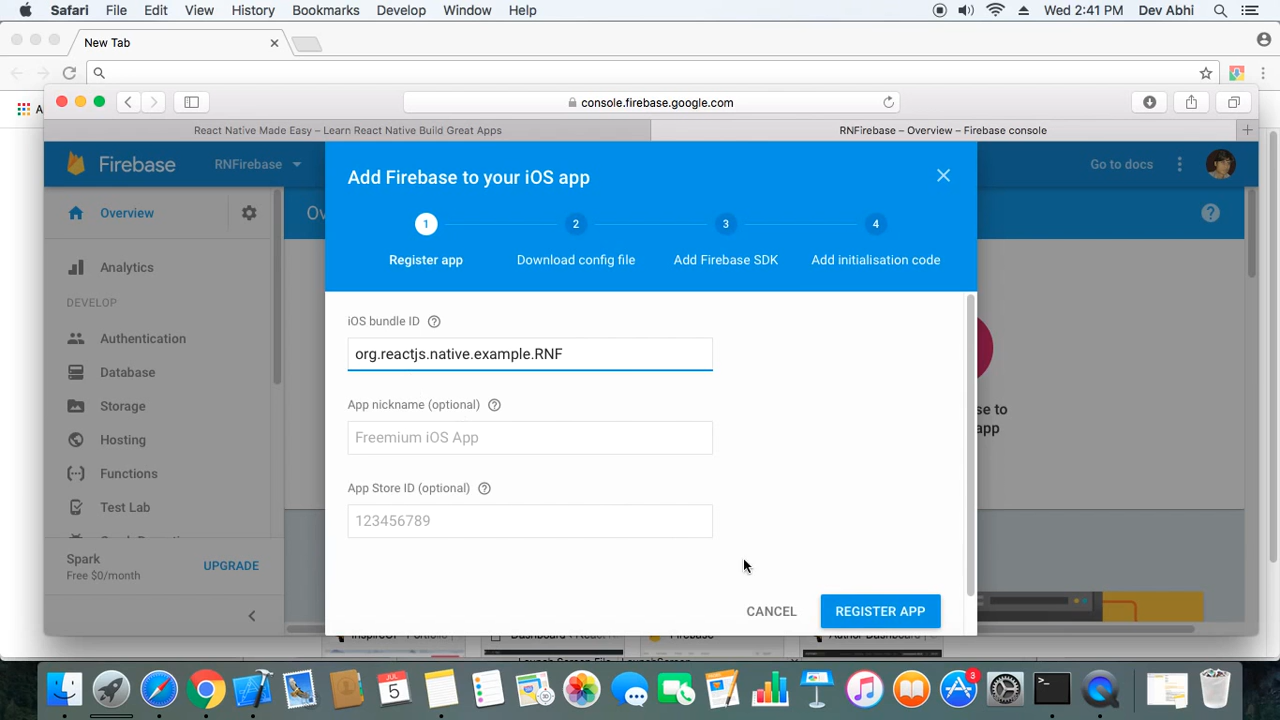 Safari File Edit View History Bookmarks Develop Window Help Wed 2:41 PM Dev Abhi
New Tab
A
console.firebase.google.com
React Native Made Easy – Learn React Native Build Great Apps
RNFirebase – Overview – Firebase console
Firebase RNFirebase Go to docs
Add Firebase to your iOS app
Overview
Ov
1 2 3 4
Register app Download config file Add Firebase SDK Add initialisation code
Analytics
DEVELOP
Authentication
Database
Storage
Hosting
Functions
Test Lab
iOS bundle ID
org.reactjs.native.example.RNF
App nickname (optional)
Freemium iOS App
se to
app
App Store ID (optional)
123456789
Spark
Free $0/month
UPGRADE
CANCEL REGISTER APP
Firebase
JUL
5
3